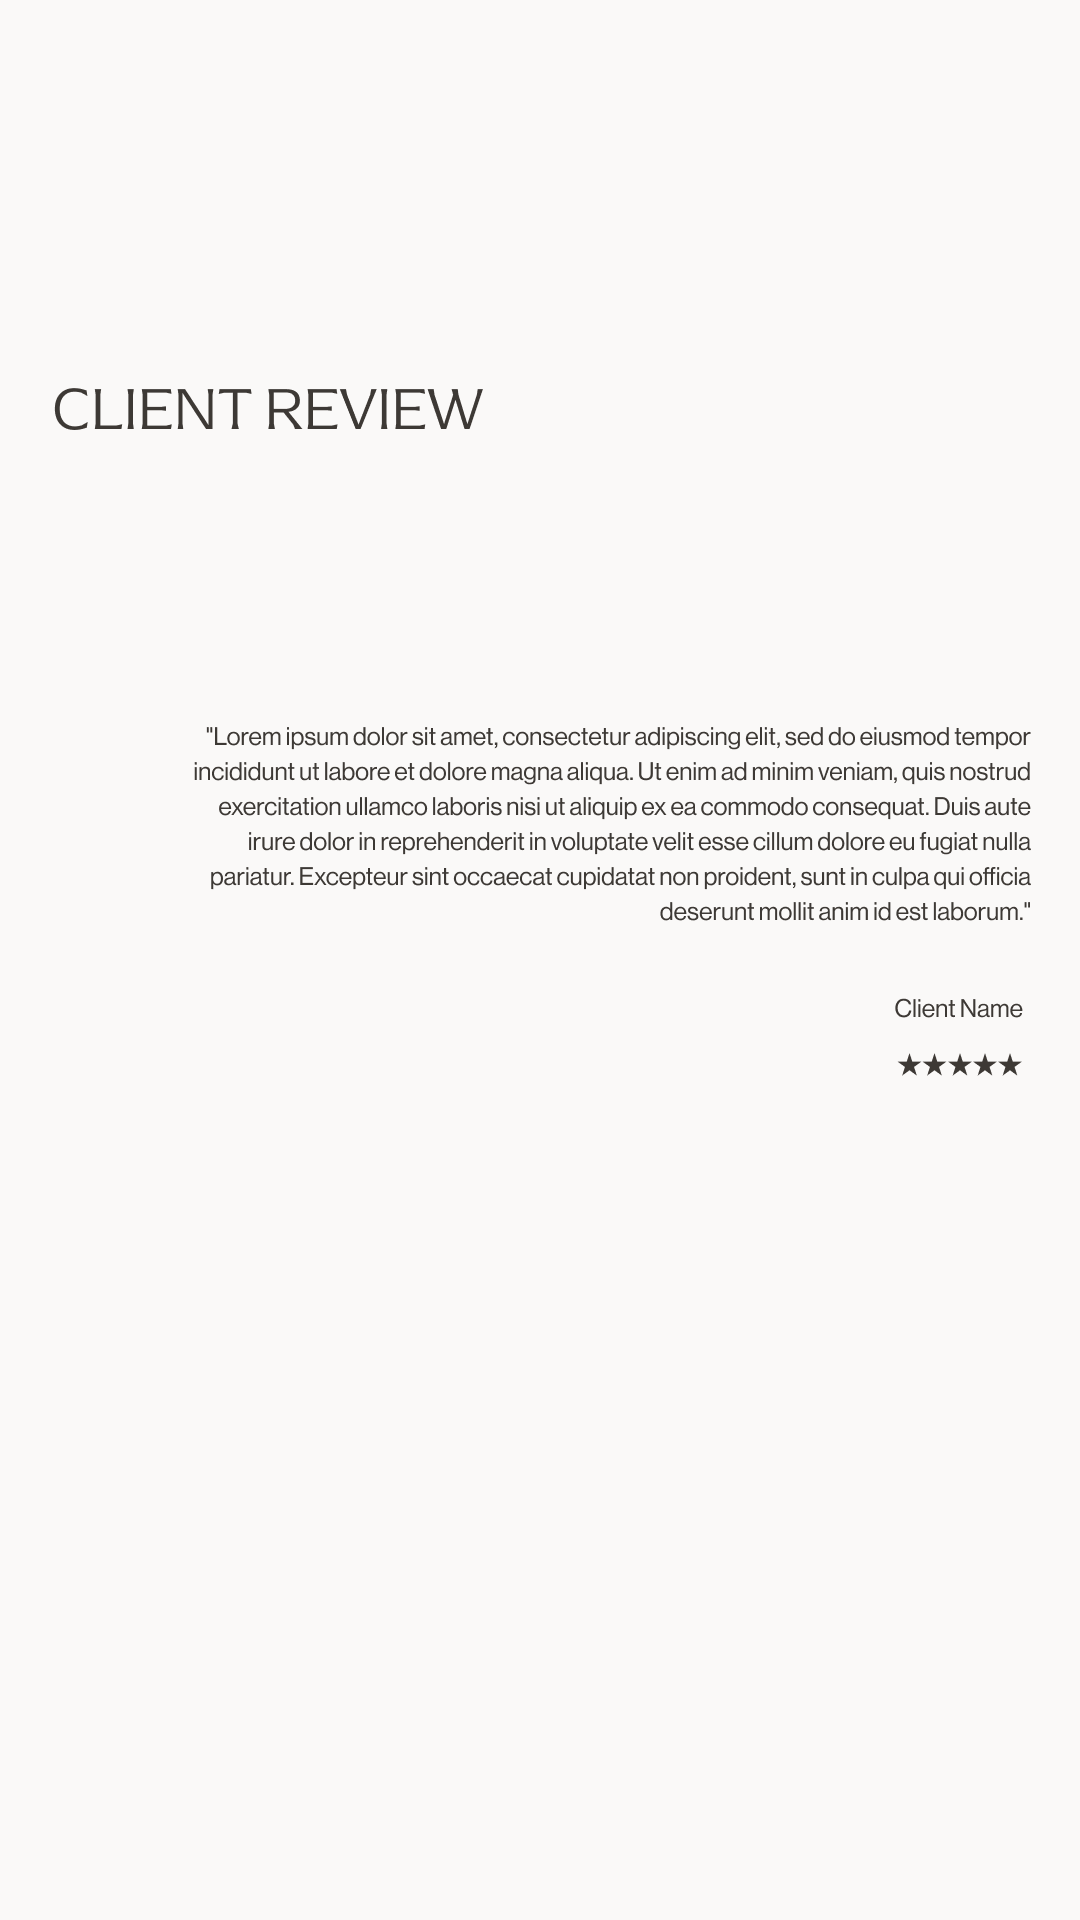 CLIENT REVIEW
"Lorem ipsum dolor sit amet, consectetur adipiscing elit, sed do eiusmod tempor
incididunt ut labore et dolore magna aliqua. Ut enim ad minim veniam, quis nostrud
exercitation ullamco laboris nisi ut aliquip ex ea commodo consequat. Duis aute
irure dolor in reprehenderit in voluptate velit esse cillum dolore eu fugiat nulla
pariatur. Excepteur sint occaecat cupidatat non proident, sunt in culpa qui officia
deserunt mollit anim id est laborum."
Client Name
★★★★★